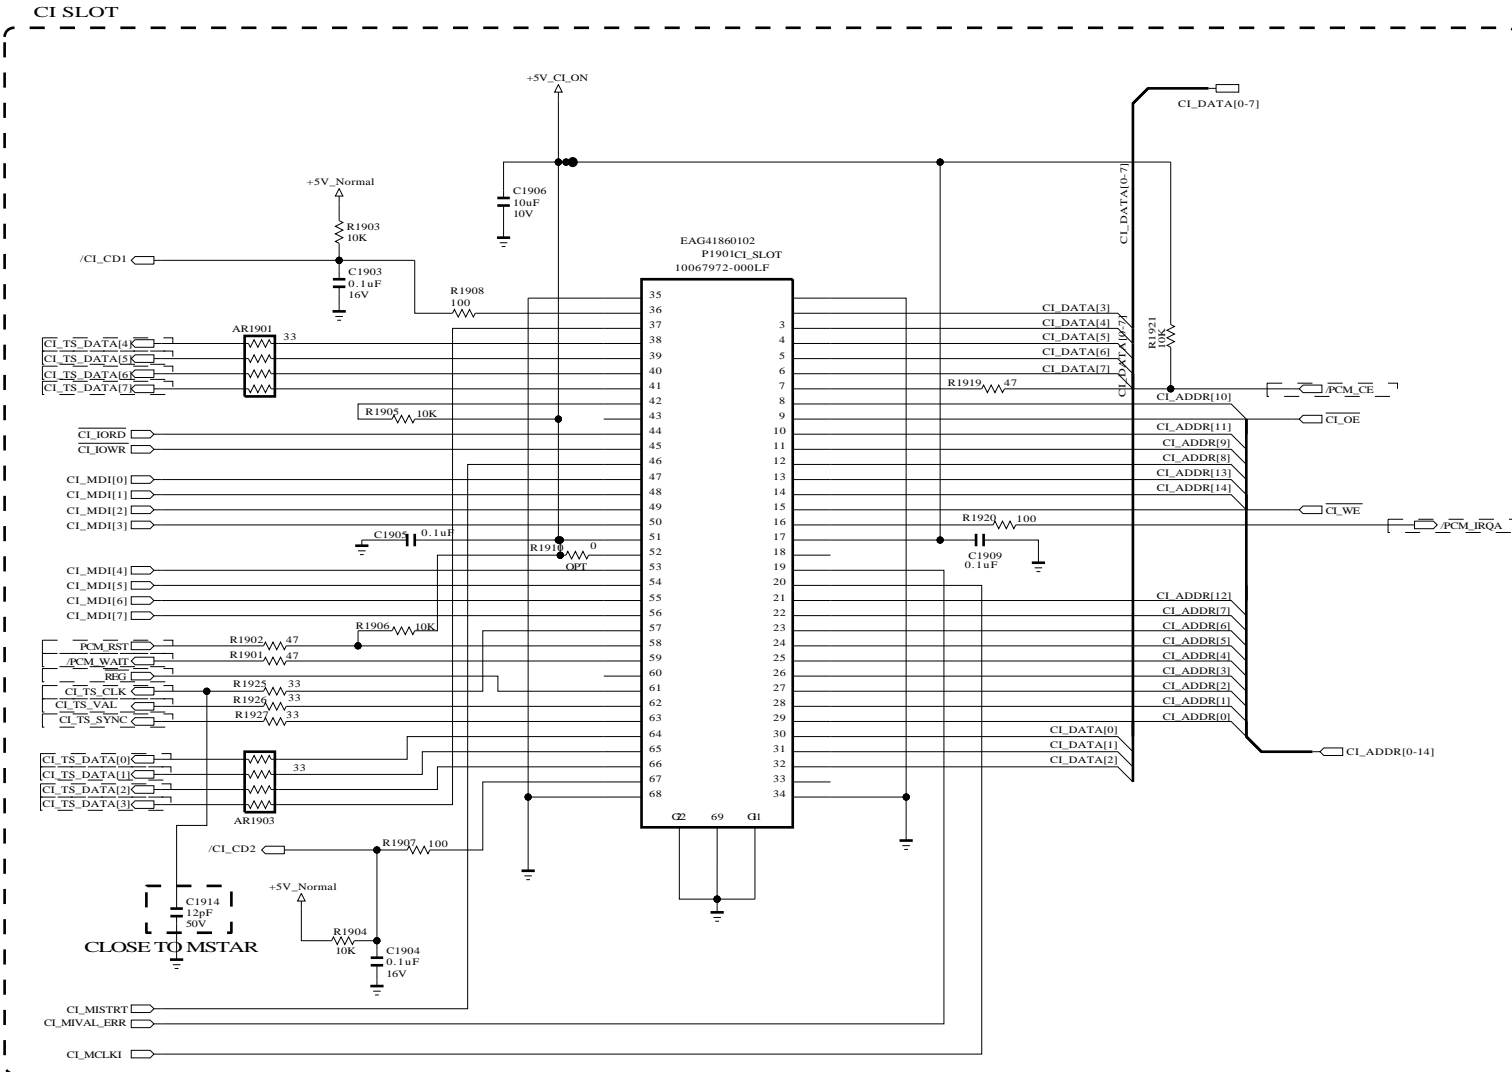 CI SLOT
+5V_CI_ON
CI_DATA[0-7]
CI_DATA[0-7]
+5V_Normal
R1903
10K
C1906
10uF
10V
/CI_CD1
C1903
0.1uF
16V
R1908
100
EAG41860102
P1901
CI_SLOT
10067972-000LF
AR1901
33
CI_TS_DATA[4]
CI_TS_DATA[5]
CI_TS_DATA[6]
CI_TS_DATA[7]
R1905
10K
CI_IORD
CI_IOWR
CI_MDI[0]
CI_MDI[1]
CI_MDI[2]
CI_MDI[3]
C1905
0.1uF
R1910
0
OPT
CI_MDI[4]
CI_MDI[5]
CI_MDI[6]
CI_MDI[7]
R1906
10K
PCM_RST
R1902
47
/PCM_WAIT
R1901
47
REG
CI_TS_CLK
R1925
33
CI_TS_VAL
R1926
33
CI_TS_SYNC
R1927
33
CI_TS_DATA[0]
CI_TS_DATA[1]
CI_TS_DATA[2]
CI_TS_DATA[3]
33
AR1903
35
36
37
38
39
40
41
42
43
44
45
46
47
48
49
50
51
52
53
54
55
56
57
58
59
60
61
62
63
64
65
66
67
68
3
4
5
6
7
8
9
10
11
12
13
14
15
16
17
18
19
20
21
22
23
24
25
26
27
28
29
30
31
32
33
34
G2
69
G1
CI_DATA[3]
CI_DATA[4]
CI_DATA[5]
CI_DATA[6]
CI_DATA[7]
CI_DATA[0-7]
R1921
10K
R1919
47
/PCM_CE
CI_ADDR[10]
CI_OE
CI_ADDR[11]
CI_ADDR[9]
CI_ADDR[8]
CI_ADDR[13]
CI_ADDR[14]
CI_WE
R1920
100
/PCM_IRQA
C1909
0.1uF
CI_ADDR[12]
CI_ADDR[7]
CI_ADDR[6]
CI_ADDR[5]
CI_ADDR[4]
CI_ADDR[3]
CI_ADDR[2]
CI_ADDR[1]
CI_ADDR[0]
CI_DATA[0]
CI_DATA[1]
CI_DATA[2]
CI_ADDR[0-14]
/CI_CD2
R1907
100
+5V_Normal
R1904
10K
C1904
0.1uF
16V
C1914
12pF
50V
CLOSE TO MSTAR
CI_MISTRT
CI_MIVAL_ERR
CI_MCLKI